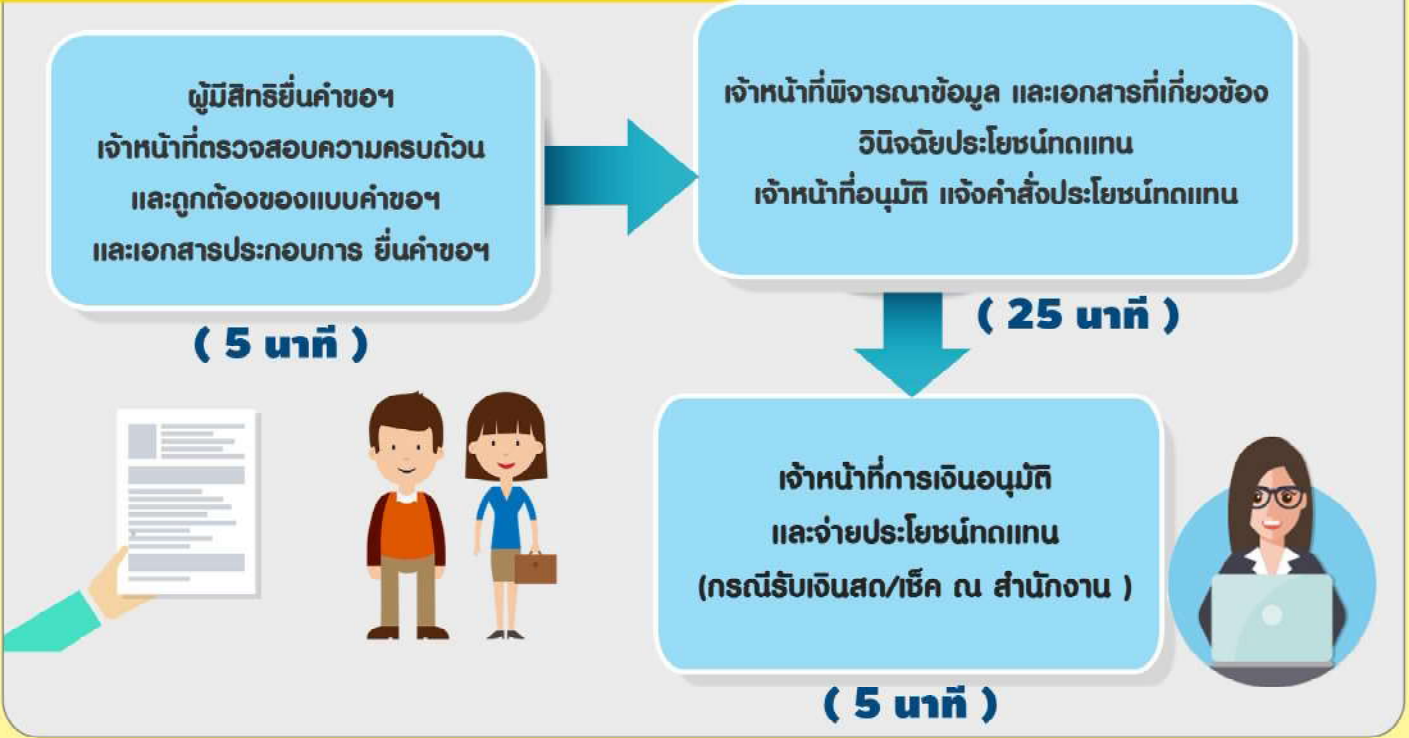 ผู้มีสิทธิยื่นคำขอฯ
เจ้าหน้าที่ตรวจสอบความครบถ้วน
และถูกต้องของแบบคำขอฯ
และเอกสารประกอบการ ยื่นคำขอฯ
( 5 นาที )
เจ้าหน้าที่พิจารณาข้อมูล และเอกสารที่เกี่ยวข้อง
วินิจฉัยประโยชน์ทดแทน
เจ้าหน้าที่อนุมัติ แจ้งคำสั่งประโยชน์ทดแทน
( 25 นาที )
เจ้าหน้าที่การเงินอนุมัติ
และจ่ายประโยชน์ทดแทน
(กรณีรับเงินสด/เช็ค ณ สำนักงาน )
( 5 นาที )